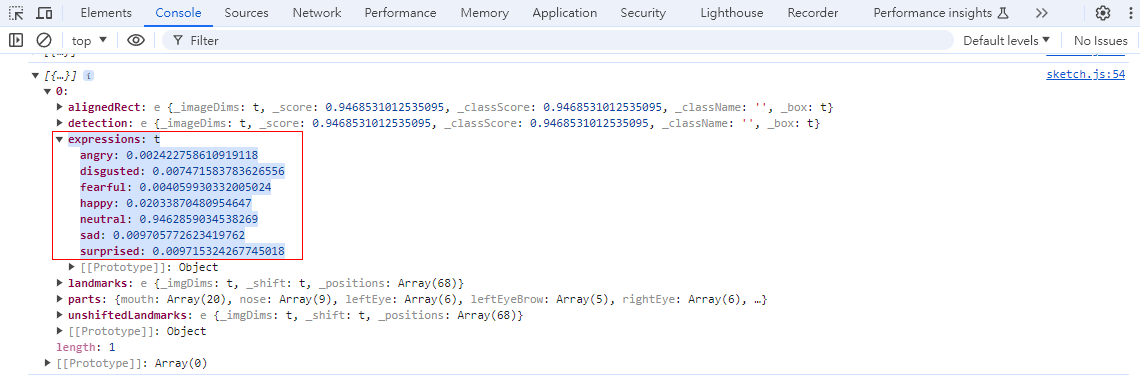 Elements Console Sources Network Performance Memory Application Security Lighthouse Recorder Performance insights
top Filter Default levels No Issues
[{…}] sketch.js:54
0:
alignedRect: e {_imageDims: t, _score: 0.9468531012535095, _classScore: 0.9468531012535095, _className: '', _box: t}
detection: e {_imageDims: t, _score: 0.9468531012535095, _classScore: 0.9468531012535095, _className: '', _box: t}
expressions: t
angry: 0.002422758610919118
disgusted: 0.007471583783626556
fearful: 0.004059930332005024
happy: 0.02033870480954647
neutral: 0.9462859034538269
sad: 0.009705772623419762
surprised: 0.009715324267745018
[[Prototype]]: Object
landmarks: e {_imgDims: t, _shift: t, _positions: Array(68)}
parts: {mouth: Array(20), nose: Array(9), leftEye: Array(6), leftEyeBrow: Array(5), rightEye: Array(6), …}
unshiftedLandmarks: e {_imgDims: t, _shift: t, _positions: Array(68)}
[[Prototype]]: Object
length: 1
[[Prototype]]: Array(0)